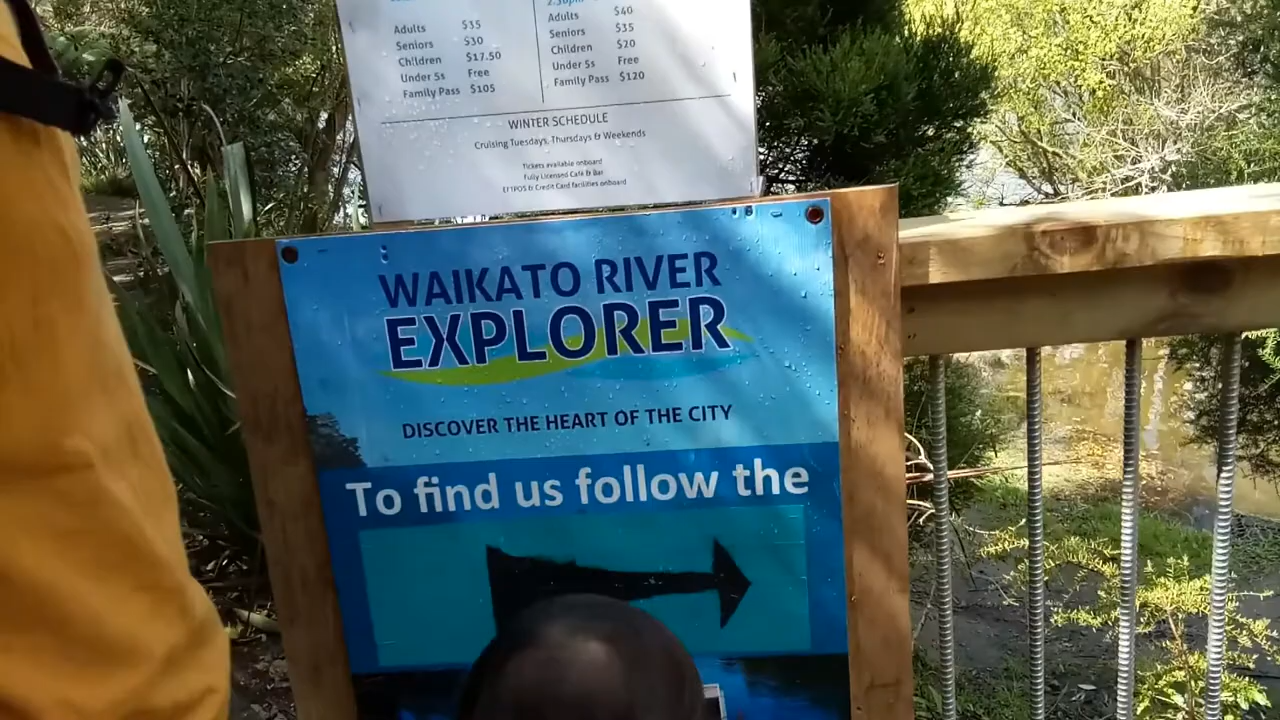 Adults $35
Seniors $30
Children $17.50
Under 5s Free
Family Pass $105
2.30pm
Adults $40
Seniors $35
Children $20
Under 5s Free
Family Pass $120
WINTER SCHEDULE
Cruising Tuesdays, Thursdays & Weekends
Tickets available onboard
Fully Licensed Café & Bar
EFTPOS & Credit Card facilities onboard
WAIKATO RIVER
EXPLORER
DISCOVER THE HEART OF THE CITY
To find us follow the